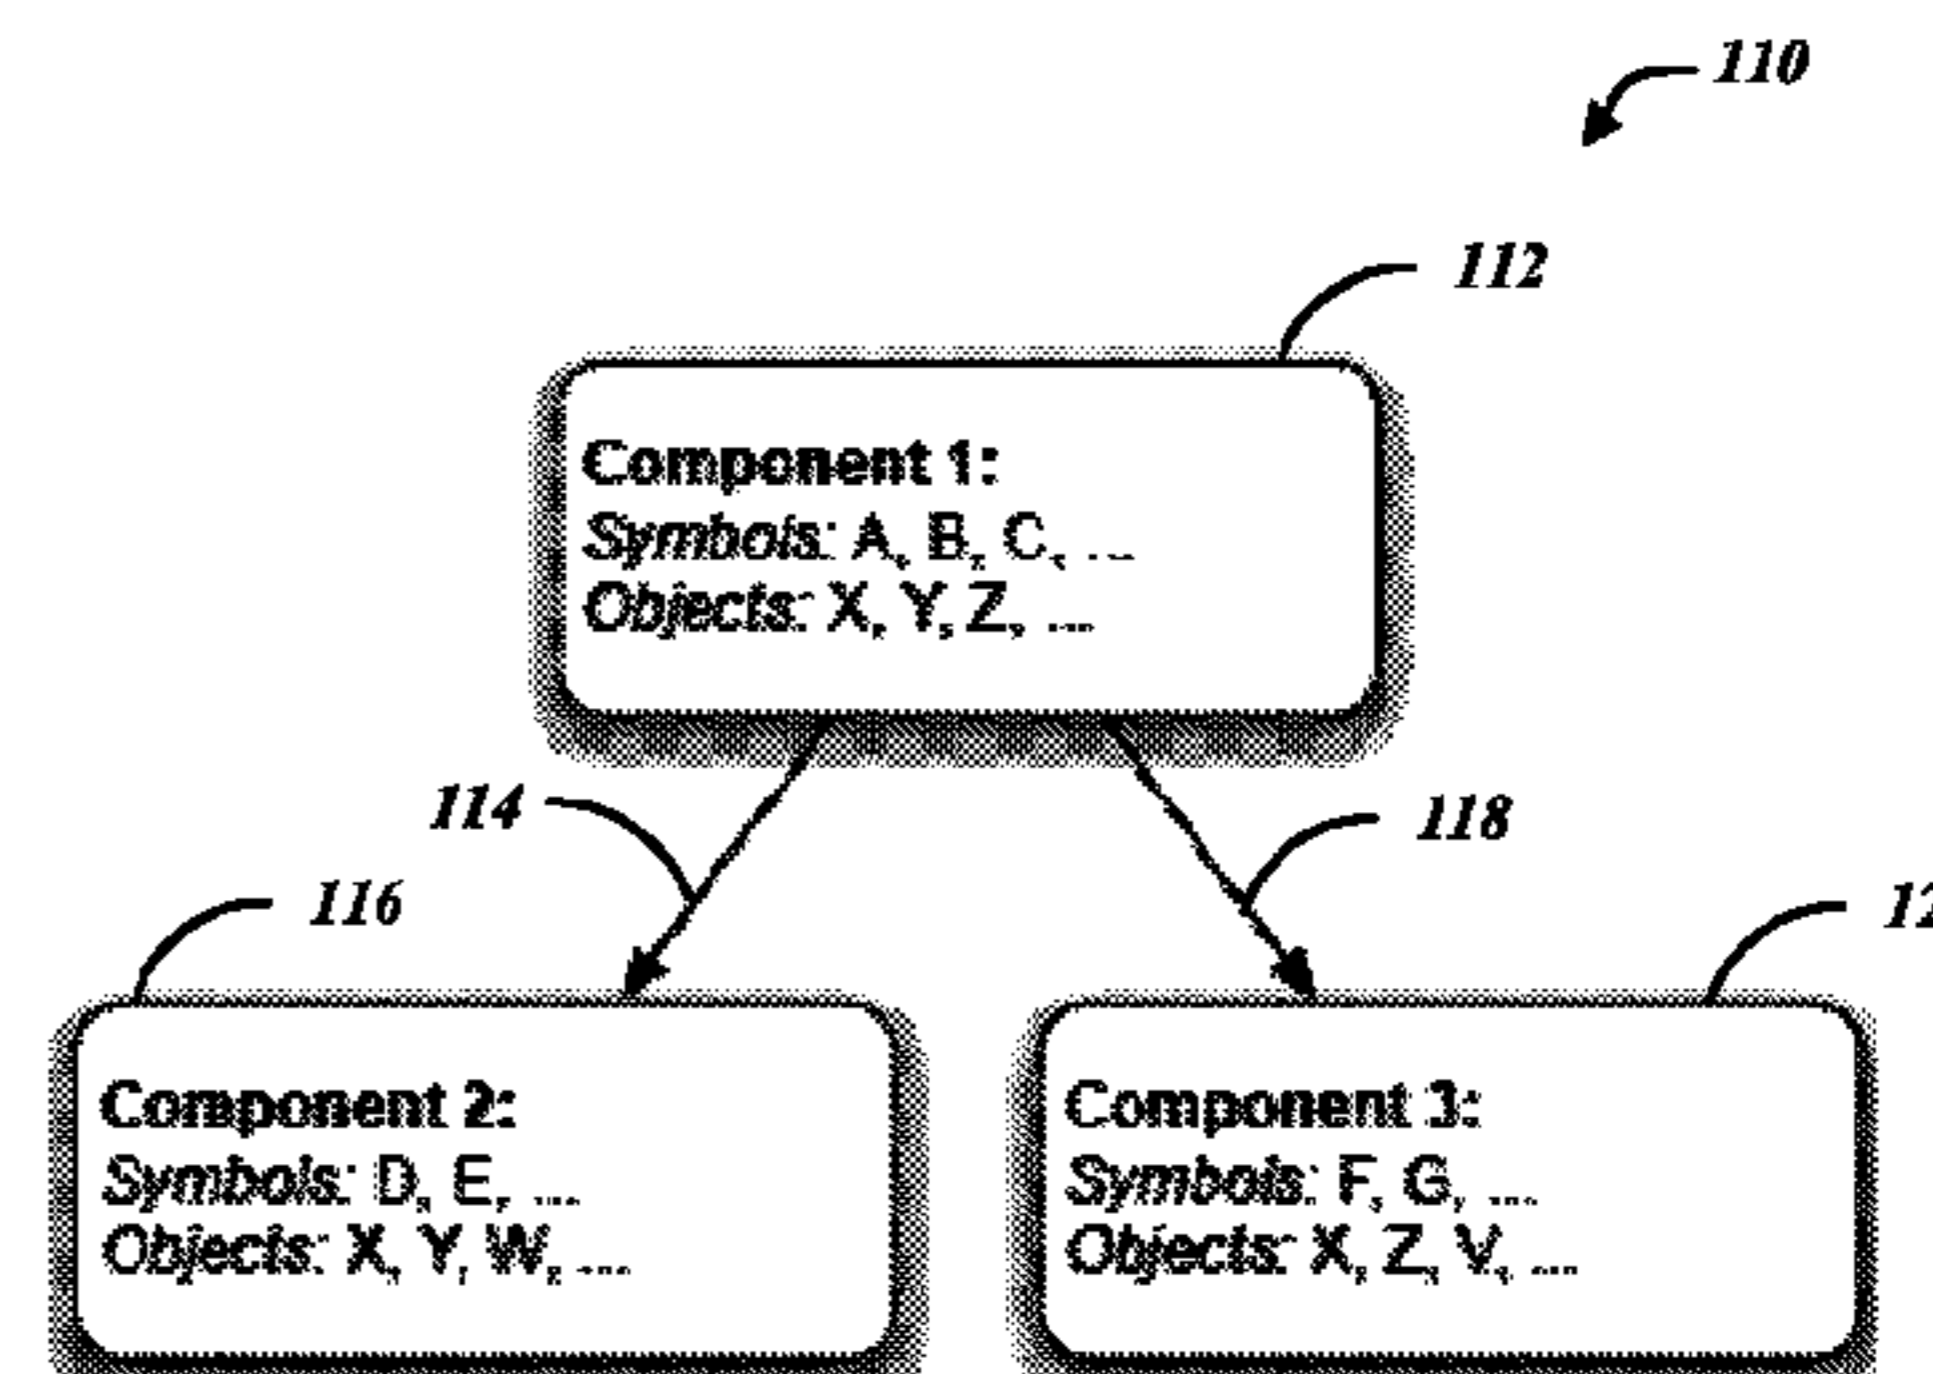 110
112
Component 1:
Symbols: A, B, C, ...
Objects: X, Y, Z, ...
114
118
116
Component 2:
Symbols: D, E, ...
Objects: X, Y, W, ...
Component 3:
Symbols: F, G, ...
Objects: X, Z, V, ...